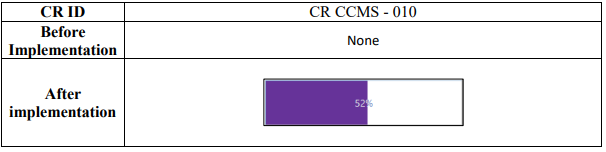 CR ID CR CCMS - 010
Before
Implementation
None
After
implementation
52%